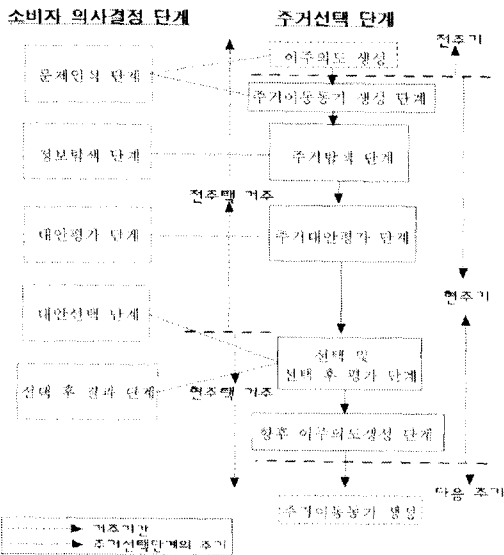 소비자 의사결정 단계
주거선택 단계
이주의도 생성
전주기
문제인식 단계
주거이동동기 생성 단계
정보탐색 단계
주거탐색 단계
전주택 거주
대안평가 단계
주거대안평가 단계
현주기
대안선택 단계
선택 및
선택 후 평가 단계
선택 후 결과 단계
현주택 거주
향후 이주의도생성 단계
다음 주기
주거이동동기 생성
거주기간
주거선택단계의 주기